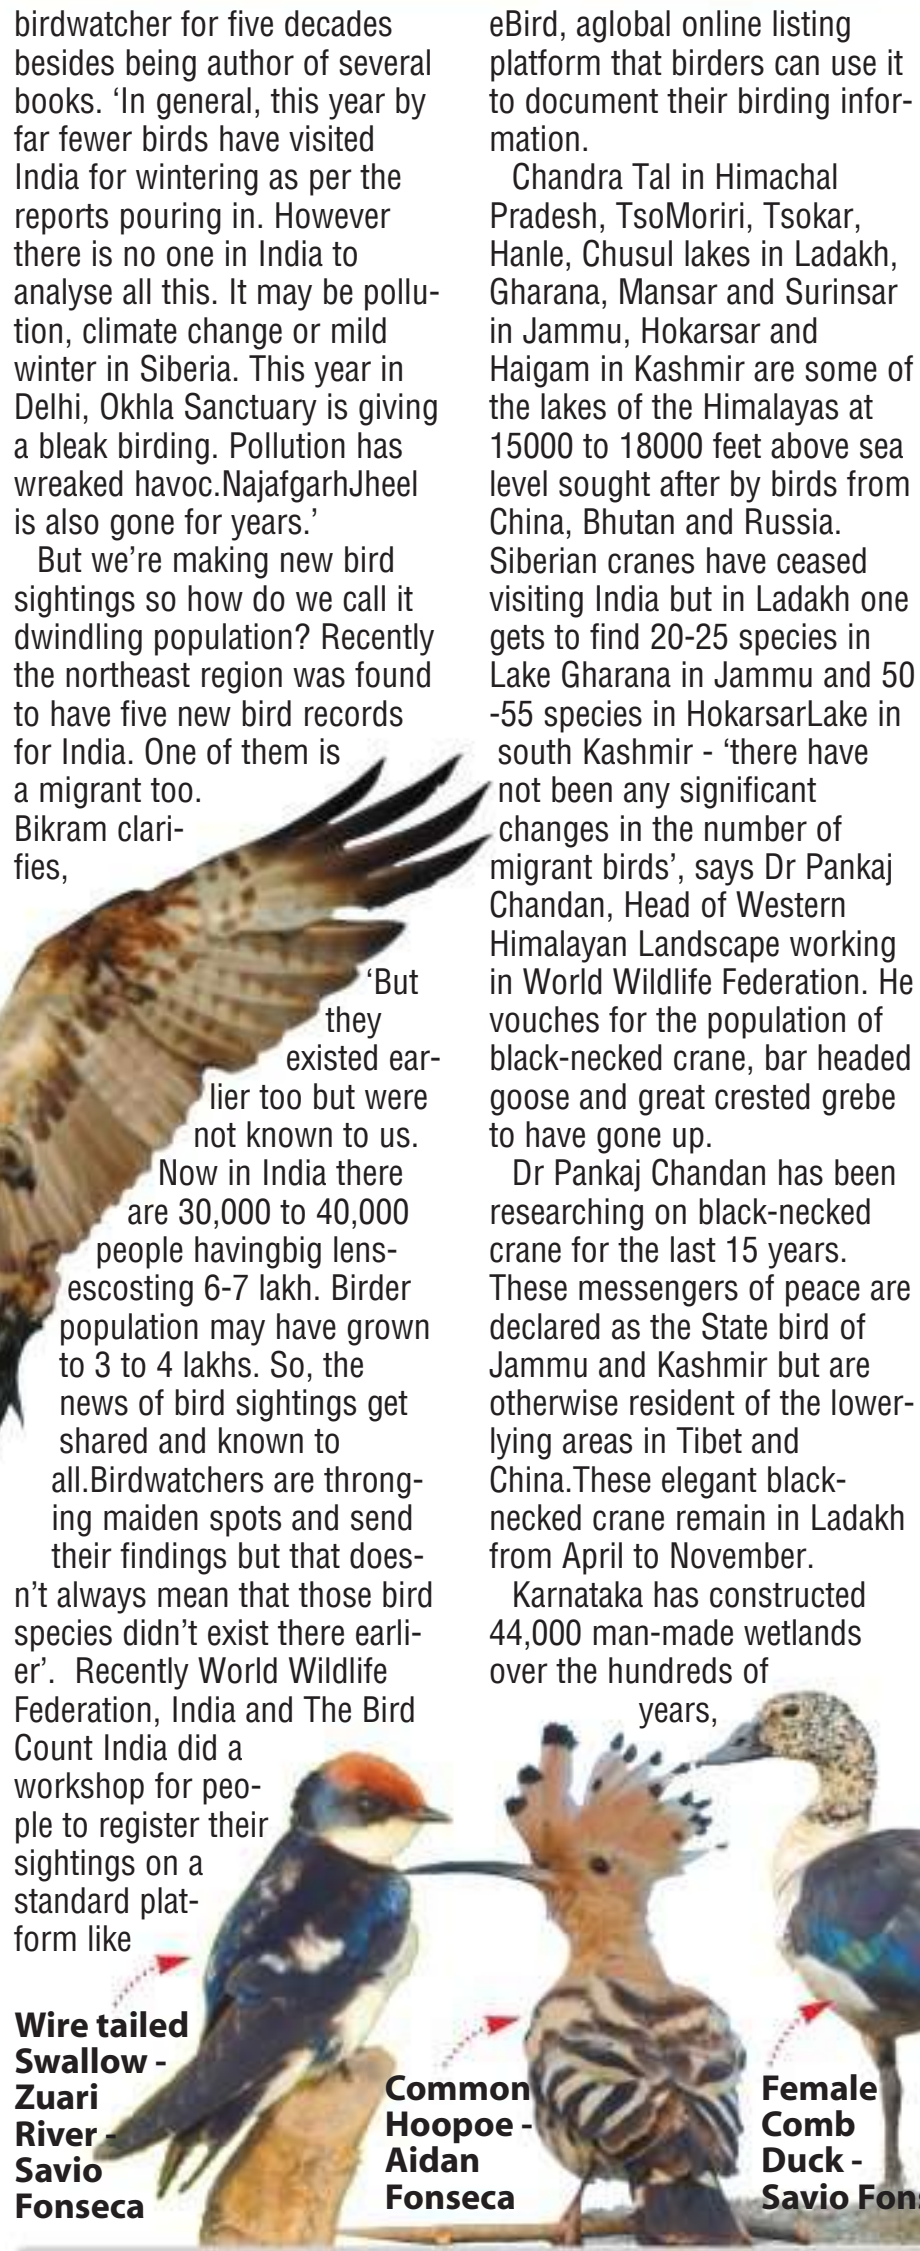 birdwatcher for five decades
besides being author of several
books. ‘In general, this year by
far fewer birds have visited
India for wintering as per the
reports pouring in. However
there is no one in India to
analyse all this. It may be pollu-
tion, climate change or mild
winter in Siberia. This year in
Delhi, Okhla Sanctuary is giving
a bleak birding. Pollution has
wreaked havoc.NajafgarhJheel
is also gone for years.’
But we’re making new bird
sightings so how do we call it
dwindling population? Recently
the northeast region was found
to have five new bird records
for India. One of them is
a migrant too.
Bikram clari-
fies,
‘But
they
existed ear-
lier too but were
not known to us.
Now in India there
are 30,000 to 40,000
people havingbig lens-
escosting 6-7 lakh. Birder
population may have grown
to 3 to 4 lakhs. So, the
news of bird sightings get
shared and known to
all.Birdwatchers are throng-
ing maiden spots and send
their findings but that does-
n’t always mean that those bird
species didn’t exist there earli-
er’.  Recently World Wildlife
Federation, India and The Bird
Count India did a
workshop for peo-
ple to register their
sightings on a
standard plat-
form like
eBird, aglobal online listing
platform that birders can use it
to document their birding infor-
mation.
Chandra Tal in Himachal
Pradesh, TsoMoriri, Tsokar,
Hanle, Chusul lakes in Ladakh,
Gharana, Mansar and Surinsar
in Jammu, Hokarsar and
Haigam in Kashmir are some of
the lakes of the Himalayas at
15000 to 18000 feet above sea
level sought after by birds from
China, Bhutan and Russia.
Siberian cranes have ceased
visiting India but in Ladakh one
gets to find 20-25 species in
Lake Gharana in Jammu and 50
-55 species in HokarsarLake in
south Kashmir - ‘there have
not been any significant
changes in the number of
migrant birds’, says Dr Pankaj
Chandan, Head of Western
Himalayan Landscape working
in World Wildlife Federation. He
vouches for the population of
black-necked crane, bar headed
goose and great crested grebe
to have gone up.
Dr Pankaj Chandan has been
researching on black-necked
crane for the last 15 years.
These messengers of peace are
declared as the State bird of
Jammu and Kashmir but are
otherwise resident of the lower-
lying areas in Tibet and
China.These elegant black-
necked crane remain in Ladakh
from April to November.
Karnataka has constructed
44,000 man-made wetlands
over the hundreds of
years,
Wire tailed
Swallow -
Zuari
River -
Savio
Fonseca
Common
Hoopoe -
Aidan
Fonseca
Female
Comb
Duck -
Savio Fons